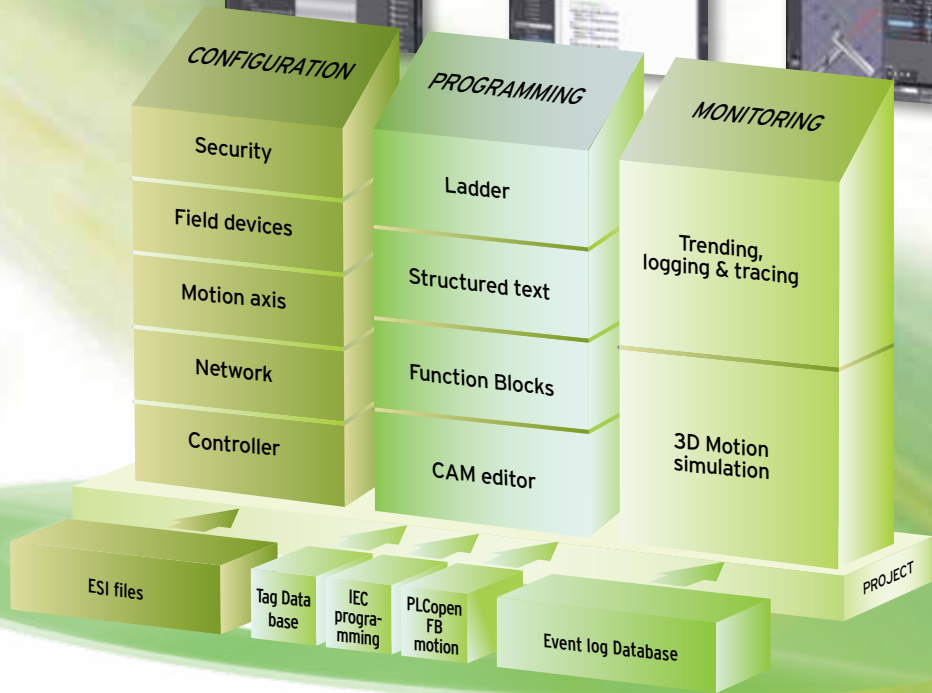 CONFIGURATION
Security
Field devices
Motion axis
Network
Controller
PROGRAMMING
Ladder
Structured text
Function Blocks
CAM editor
MONITORING
Trending,
logging & tracing
3D Motion
simulation
PROJECT
ESI files
Tag Data
base
IEC
progra-
mming
PLCopen
FB
motion
Event log Database